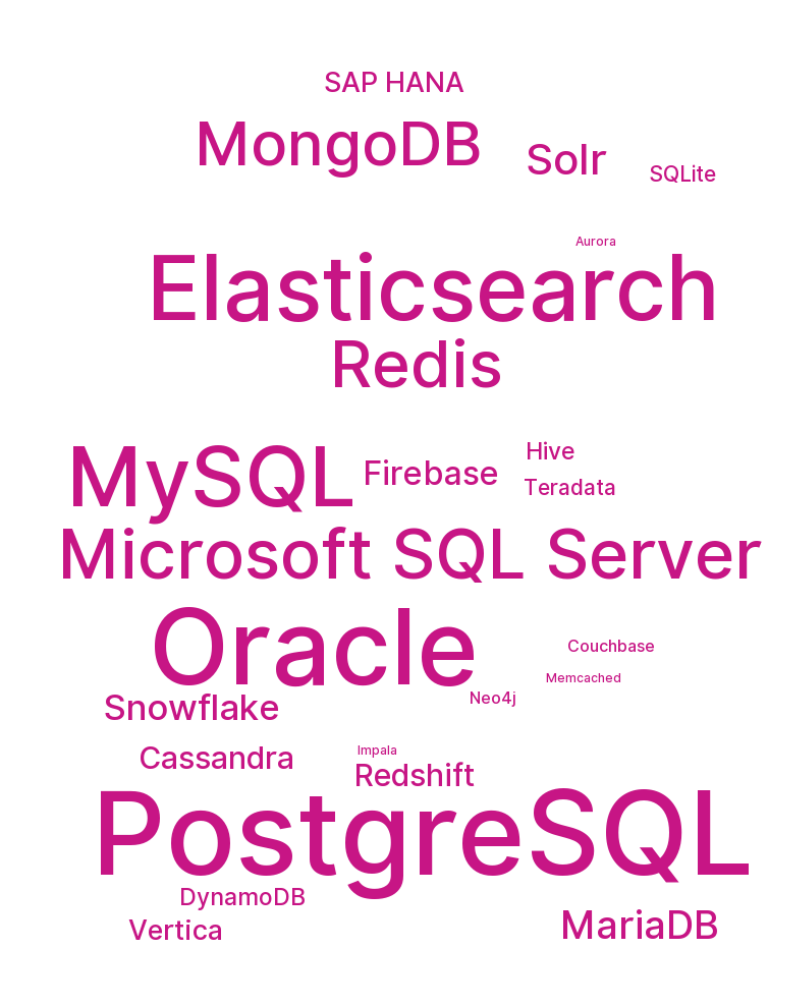 SAP HANA
MongoDB
Solr
SQLite
Aurora
Elasticsearch
Redis
MySQL
Firebase
Hive
Teradata
Microsoft SQL Server
Oracle
Couchbase
Memcached
Neo4j
Snowflake
Cassandra
Impala
Redshift
PostgreSQL
DynamoDB
Vertica
MariaDB